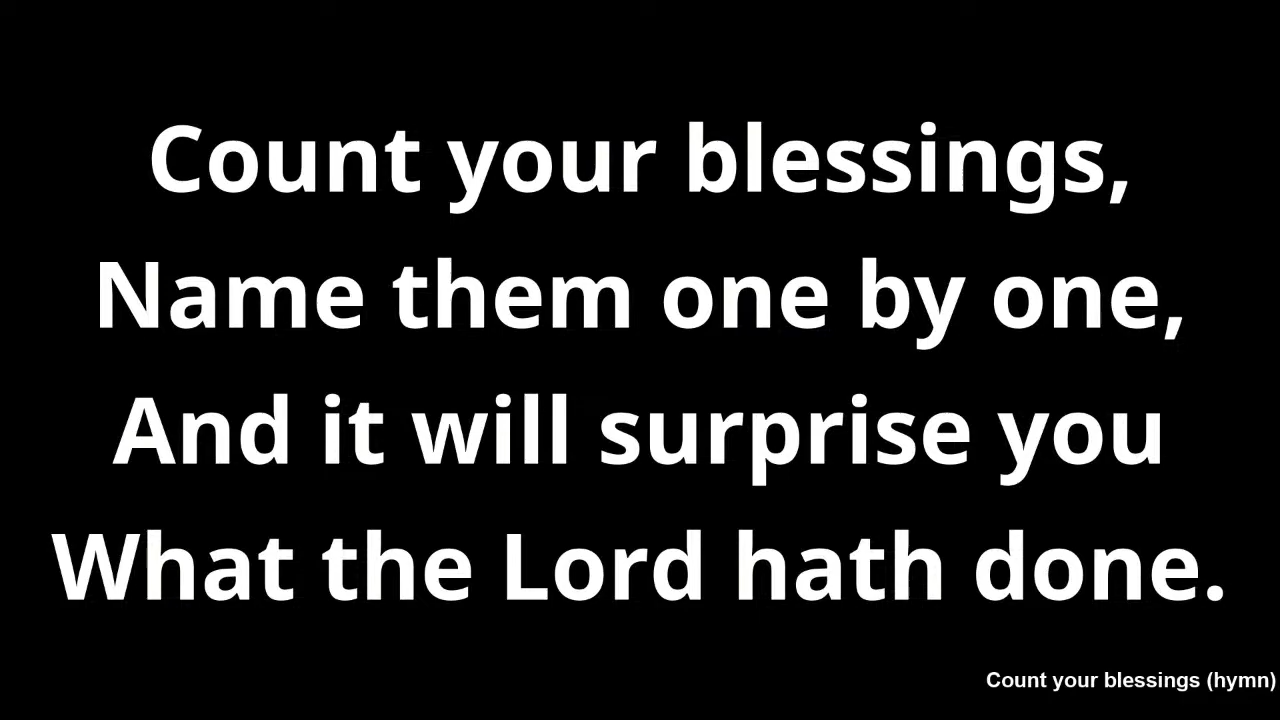 Count your blessings,
Name them one by one,
And it will surprise you
What the Lord hath done.
Count your blessings (hymn)